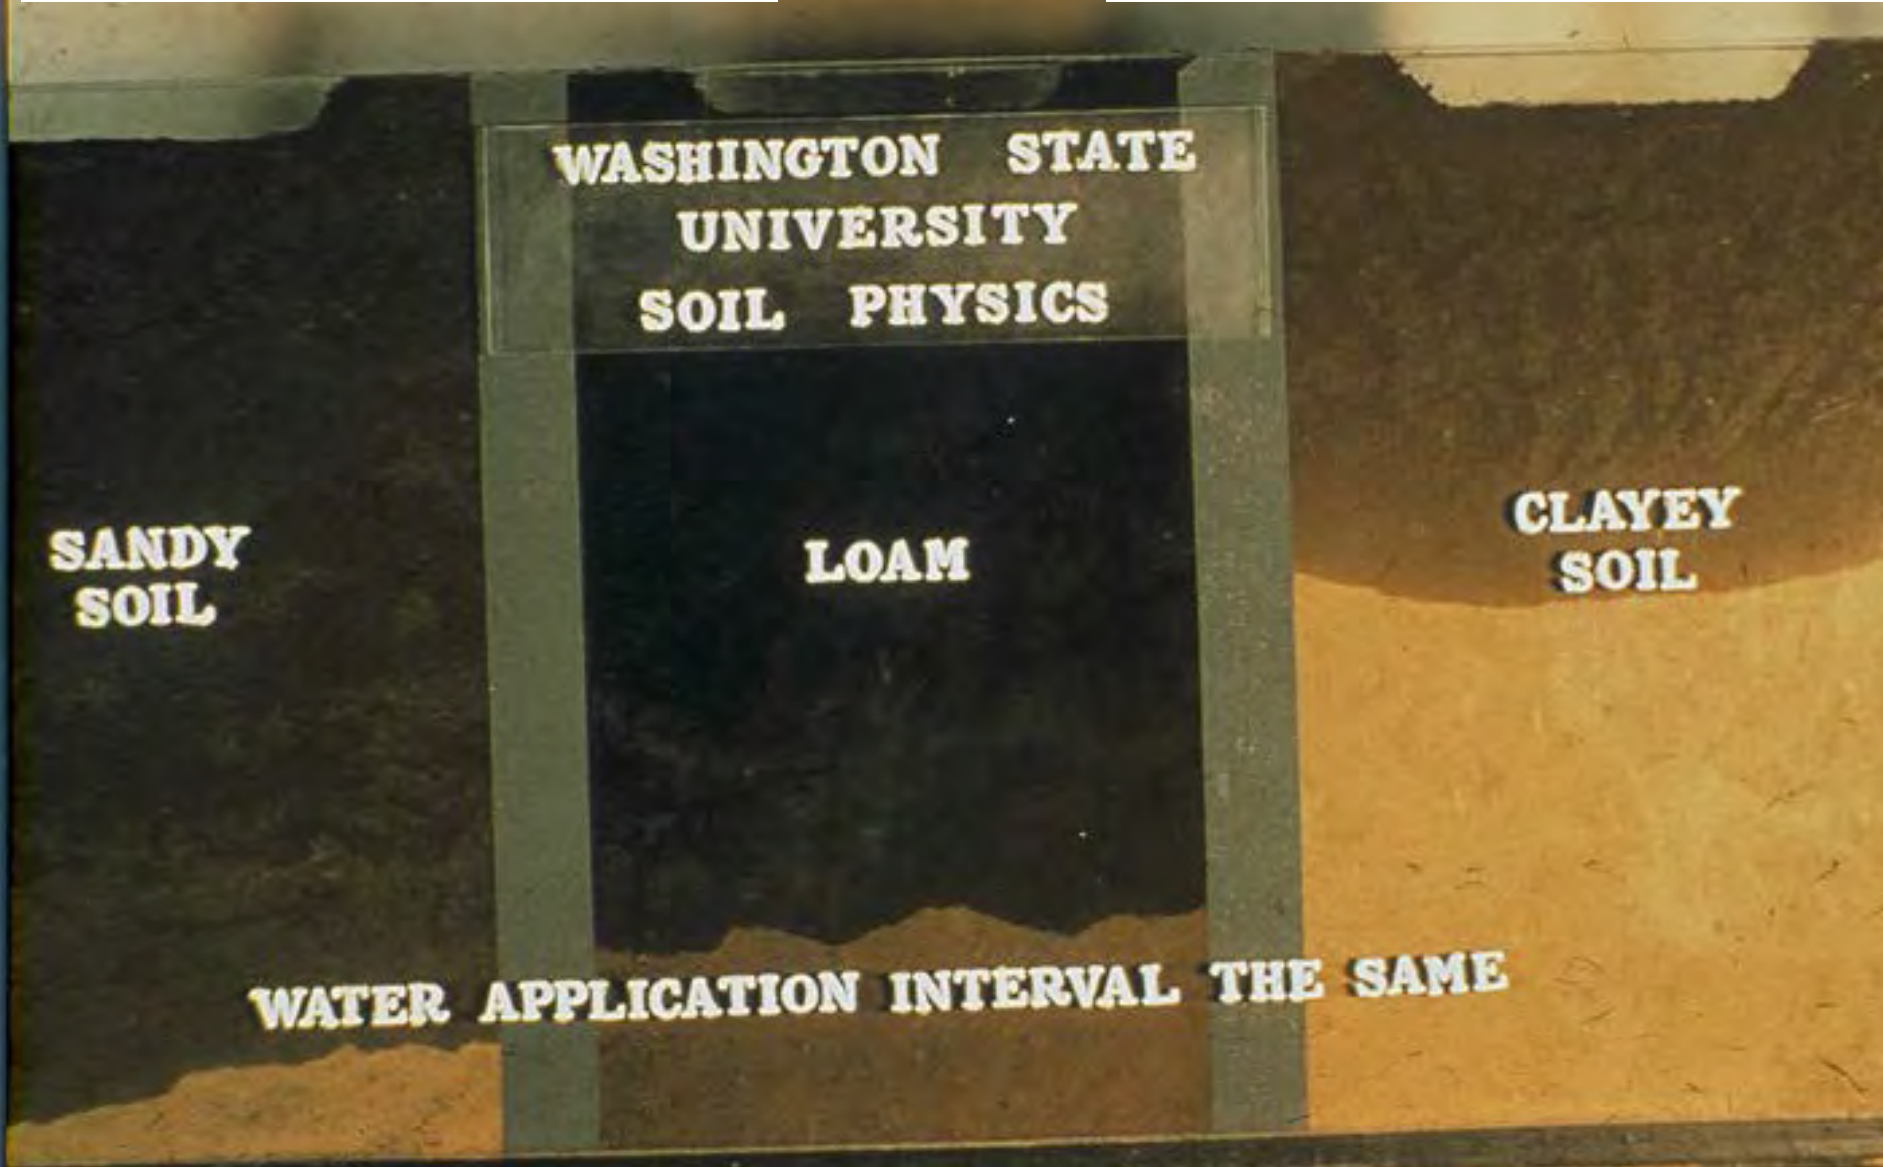 WASHINGTON STATE
UNIVERSITY
SOIL PHYSICS
SANDY
SOIL
LOAM
CLAYEY
SOIL
WATER APPLICATION INTERVAL THE SAME